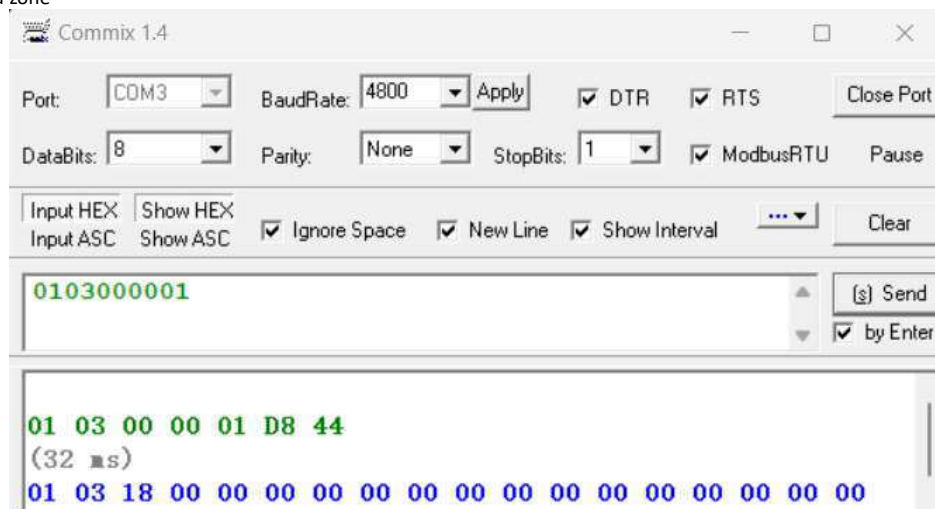 zone
Commix 1.4
Port: COM3 BaudRate: 4800 Apply DTR RTS Close Port
DataBits: 8 Parity: None StopBits: 1 ModbusRTU Pause
Input HEX Show HEX
Input ASC Show ASC Ignore Space New Line Show Interval ... Clear
0103000001 (s) Send
by Enter
01 03 00 00 01 D8 44
(32 ms)
01 03 18 00 00 00 00 00 00 00 00 00 00 00 00 00 00 00